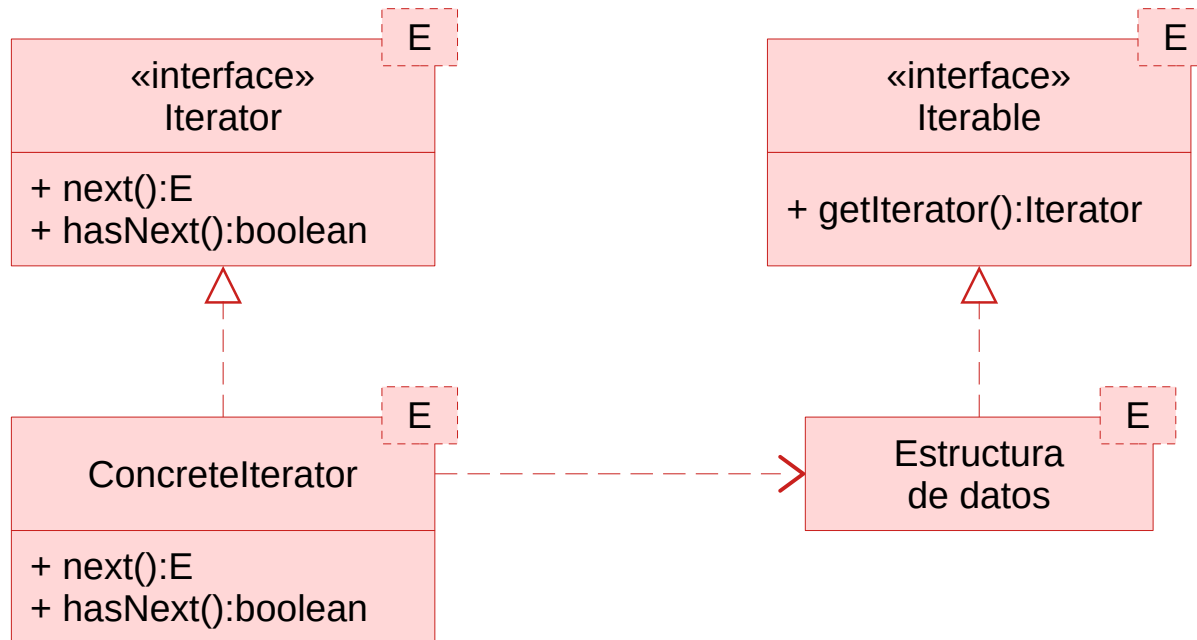 E
«interface»
Iterator
+ next():E
+ hasNext():boolean
E
«interface»
Iterable
+ getIterator():Iterator
E
ConcreteIterator
+ next():E
+ hasNext():boolean
E
Estructura
de datos